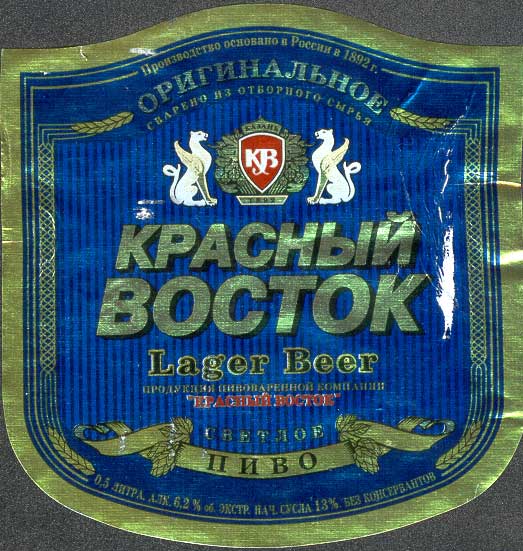 Производство основано в России в 1892 г.
ОРИГИНАЛЬНОЕ
СВАРЕНО ИЗ ОТБОРНОГО СЫРЬЯ
КАЗАНЬ
КВ
КРАСНЫЙ
ВОСТОК
Lager Beer
ПРОДУКЦИЯ ПИВОВАРЕННОЙ КОМПАНИИ
"КРАСНЫЙ ВОСТОК"
СВЕТЛОЕ
ПИВО
0,5 ЛИТРА, АЛК. 6,2 % об. ЭКСТР. НАЧ. СУСЛА 13%. БЕЗ КОНСЕРВАНТОВ